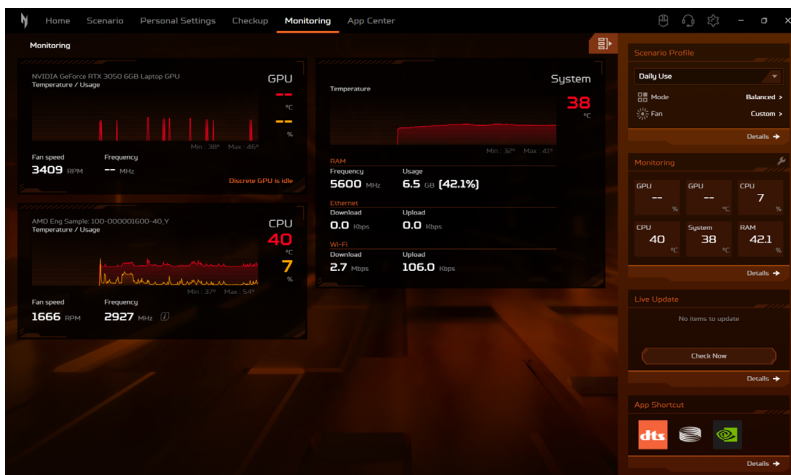 Home Scenario Personal Settings Checkup Monitoring App Center
Monitoring
NVIDIA GeForce RTX 3050 6GB Laptop GPU
Temperature / Usage
GPU
--
°C
--
%
Min : 38° Max : 46°
Fan speed Frequency
3409 RPM -- MHz
Discrete GPU is idle
AMD Eng Sample: 100-000001600-40_Y
Temperature / Usage
CPU
40
°C
7
%
Min : 37° Max : 54°
Fan speed Frequency
1666 RPM 2927 MHz i
System
Temperature
38
°C
Min : 32° Max : 41°
RAM
Frequency Usage
5600 MHz 6.5 GB (42.1%)
Ethernet
Download Upload
0.0 Kbps 0.0 Kbps
Wi-Fi
Download Upload
2.7 Mbps 106.0 Kbps
Scenario Profile
Daily Use
Mode Balanced >
Fan Custom >
Details
Monitoring
GPU GPU CPU
-- -- 7
% °C %
CPU System RAM
40 38 42.1
°C °C %
Details
Live Update
No items to update
Check Now
Details
App Shortcut
dts
Details